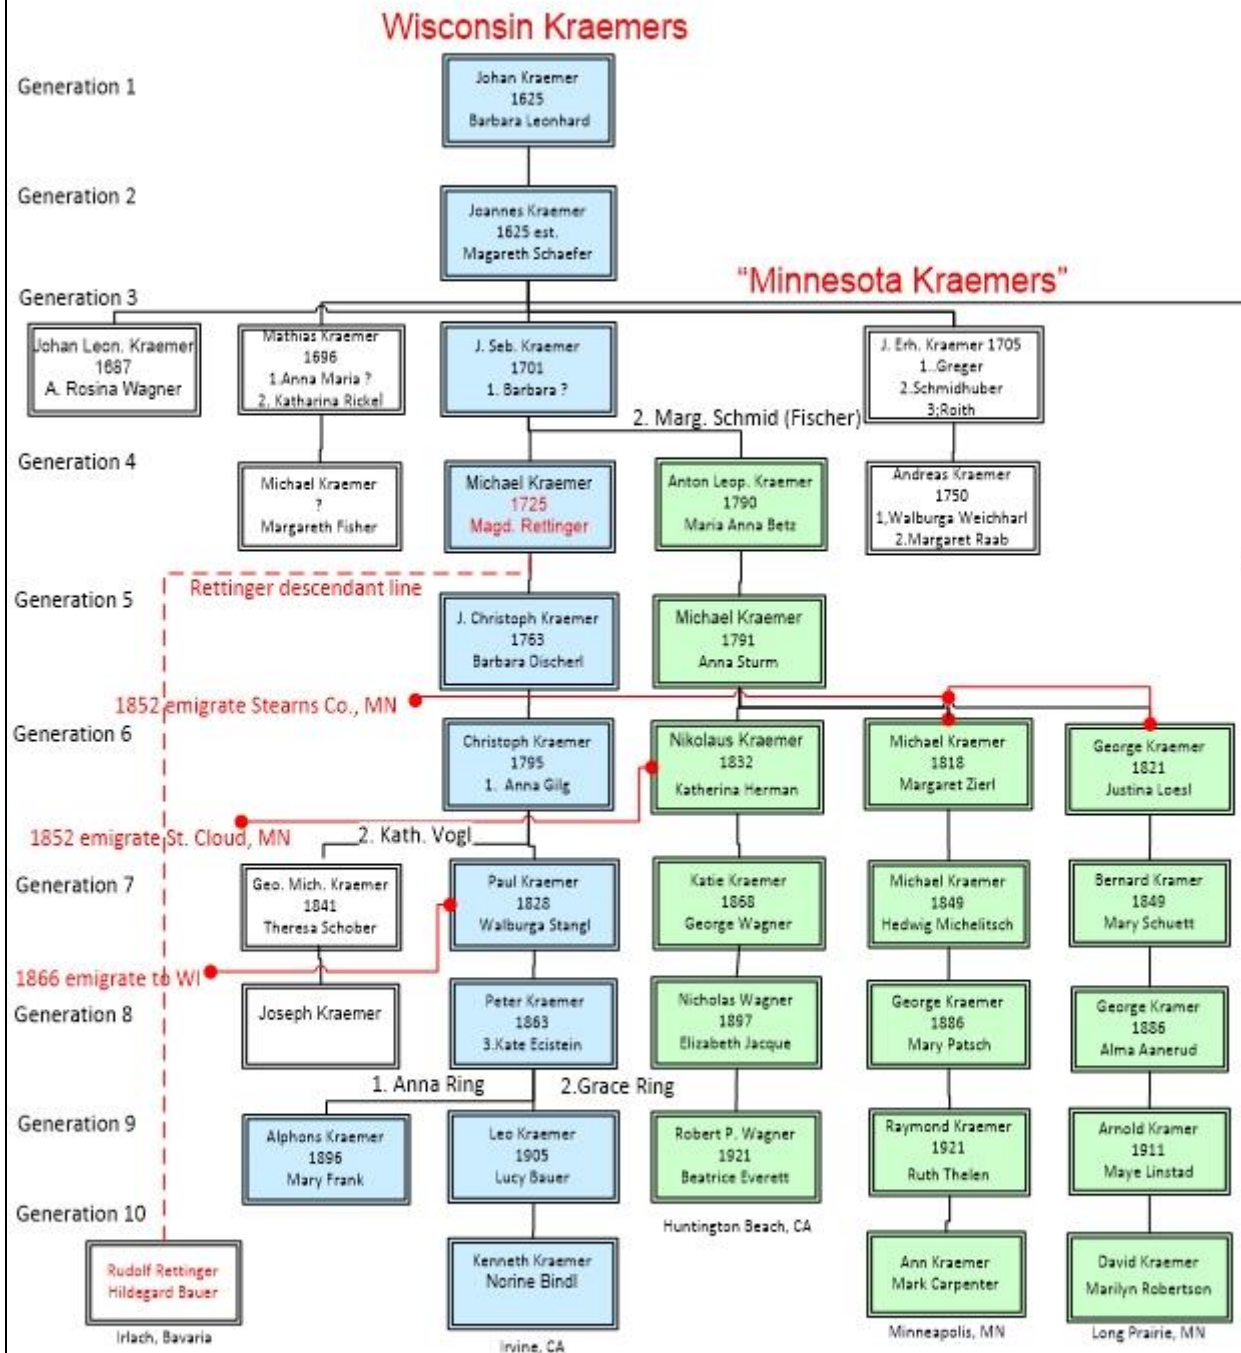 Wisconsin Kraemers
Generation 1
Johan Kraemer
1625
Barbara Leonhard
Generation 2
Joannes Kraemer
1625 est.
Magareth Schaefer
"Minnesota Kraemers"
Generation 3
Johan Leon. Kraemer
1687
A. Rosina Wagner
Mathias Kraemer
1696
1.Anna Maria ?
2. Katharina Rickel
J. Seb. Kraemer
1701
1. Barbara ?
J. Erh. Kraemer 1705
1..Greger
2.Schmidhuber
3;Roith
2. Marg. Schmid (Fischer)
Generation 4
Michael Kraemer
?
Margareth Fisher
Michael Kraemer
1725
Magd. Rettinger
Anton Leop. Kraemer
1790
Maria Anna Betz
Andreas Kraemer
1750
1,Walburga Weichharl
2.Margaret Raab
Rettinger descendant line
Generation 5
J. Christoph Kraemer
1763
Barbara Discherl
Michael Kraemer
1791
Anna Sturm
1852 emigrate Stearns Co., MN
Generation 6
Christoph Kraemer
1795
1. Anna Gilg
Nikolaus Kraemer
1832
Katherina Herman
Michael Kraemer
1818
Margaret Zierl
George Kraemer
1821
Justina Loesl
1852 emigrate St. Cloud, MN
2. Kath. Vogl
Generation 7
Geo. Mich. Kraemer
1841
Theresa Schober
Paul Kraemer
1828
Walburga Stangl
Katie Kraemer
1868
George Wagner
Michael Kraemer
1849
Hedwig Michelitsch
Bernard Kramer
1849
Mary Schuett
1866 emigrate to WI
Generation 8
Joseph Kraemer
Peter Kraemer
1863
3.Kate Ecistein
Nicholas Wagner
1897
Elizabeth Jacque
George Kraemer
1886
Mary Patsch
George Kramer
1886
Alma Aanerud
1. Anna Ring
2.Grace Ring
Generation 9
Alphons Kraemer
1896
Mary Frank
Leo Kraemer
1905
Lucy Bauer
Robert P. Wagner
1921
Beatrice Everett
Raymond Kraemer
1921
Ruth Thelen
Arnold Kramer
1911
Maye Linstad
Generation 10
Huntington Beach, CA
Rudolf Rettinger
Hildegard Bauer
Kenneth Kraemer
Norine Bindl
Ann Kraemer
Mark Carpenter
David Kraemer
Marilyn Robertson
Irlach, Bavaria
Irvine, CA
Minneapolis, MN
Long Prairie, MN